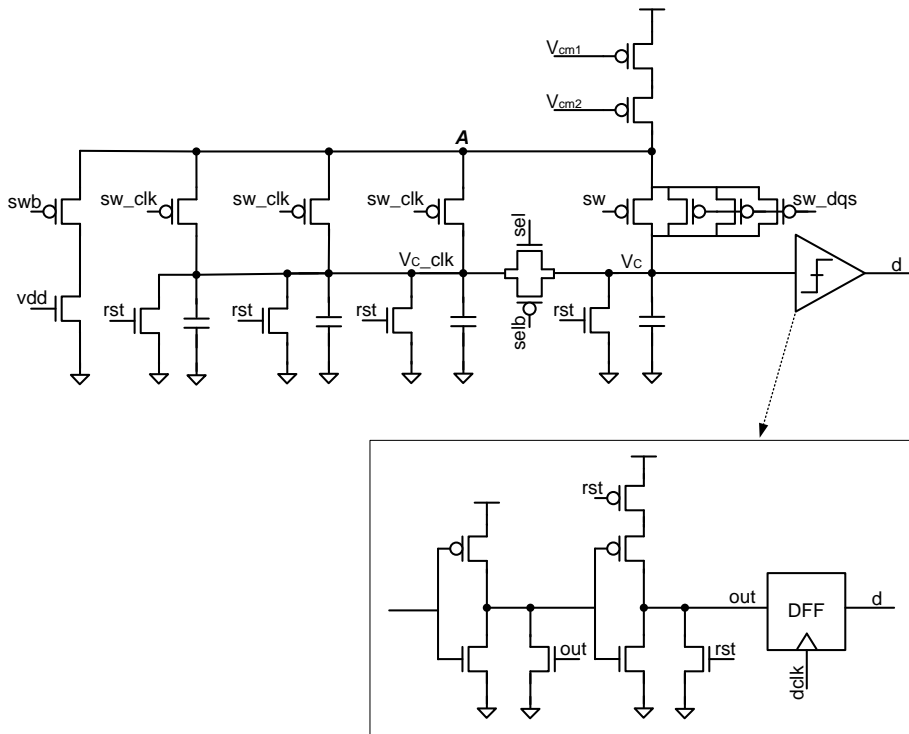 Vcm1
Vcm2
A
swb
sw_clk
sw_clk
sw_clk
sw
sw_dqs
sel
VC_clk
VC
d
vdd
rst
rst
rst
selb
rst
rst
out
DFF
d
out
rst
dclk